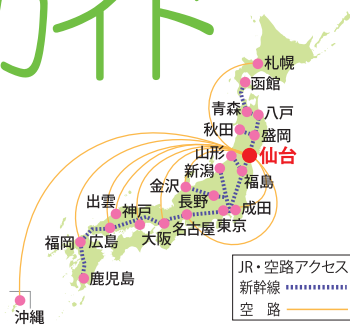 ガイド
札幌
函館
青森
八戸
秋田
盛岡
山形
仙台
新潟
福島
金沢
長野
成田
出雲
神戸
東京
名古屋
大阪
福岡
広島
鹿児島
沖縄
JR・空路アクセス
新幹線
空 路